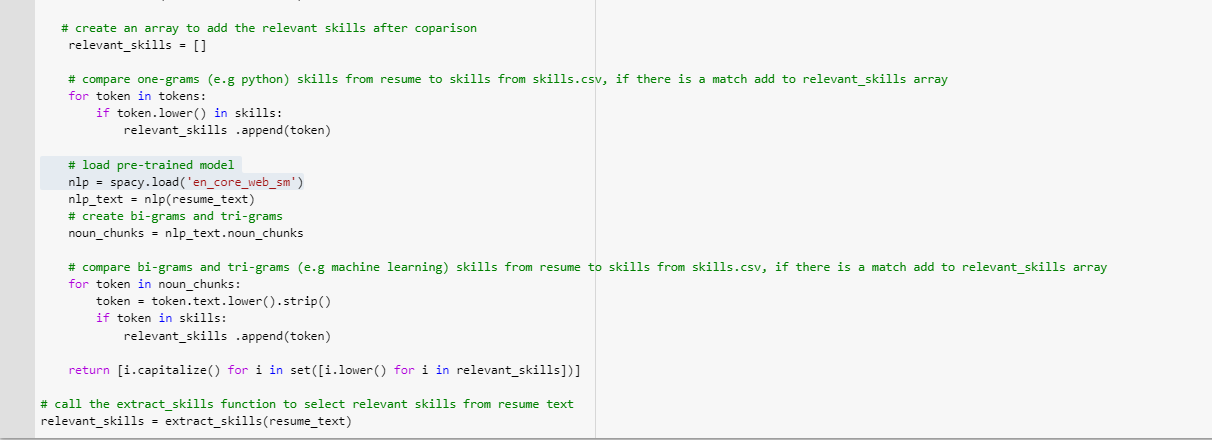 # create an array to add the relevant skills after coparison
relevant_skills = []
# compare one-grams (e.g python) skills from resume to skills from skills.csv, if there is a match add to relevant_skills array
for token in tokens:
if token.lower() in skills:
relevant_skills .append(token)
# load pre-trained model
nlp = spacy.load('en_core_web_sm')
nlp_text = nlp(resume_text)
# create bi-grams and tri-grams
noun_chunks = nlp_text.noun_chunks
# compare bi-grams and tri-grams (e.g machine learning) skills from resume to skills from skills.csv, if there is a match add to relevant_skills array
for token in noun_chunks:
token = token.text.lower().strip()
if token in skills:
relevant_skills .append(token)
return [i.capitalize() for i in set([i.lower() for i in relevant_skills])]
# call the extract_skills function to select relevant skills from resume text
relevant_skills = extract_skills(resume_text)